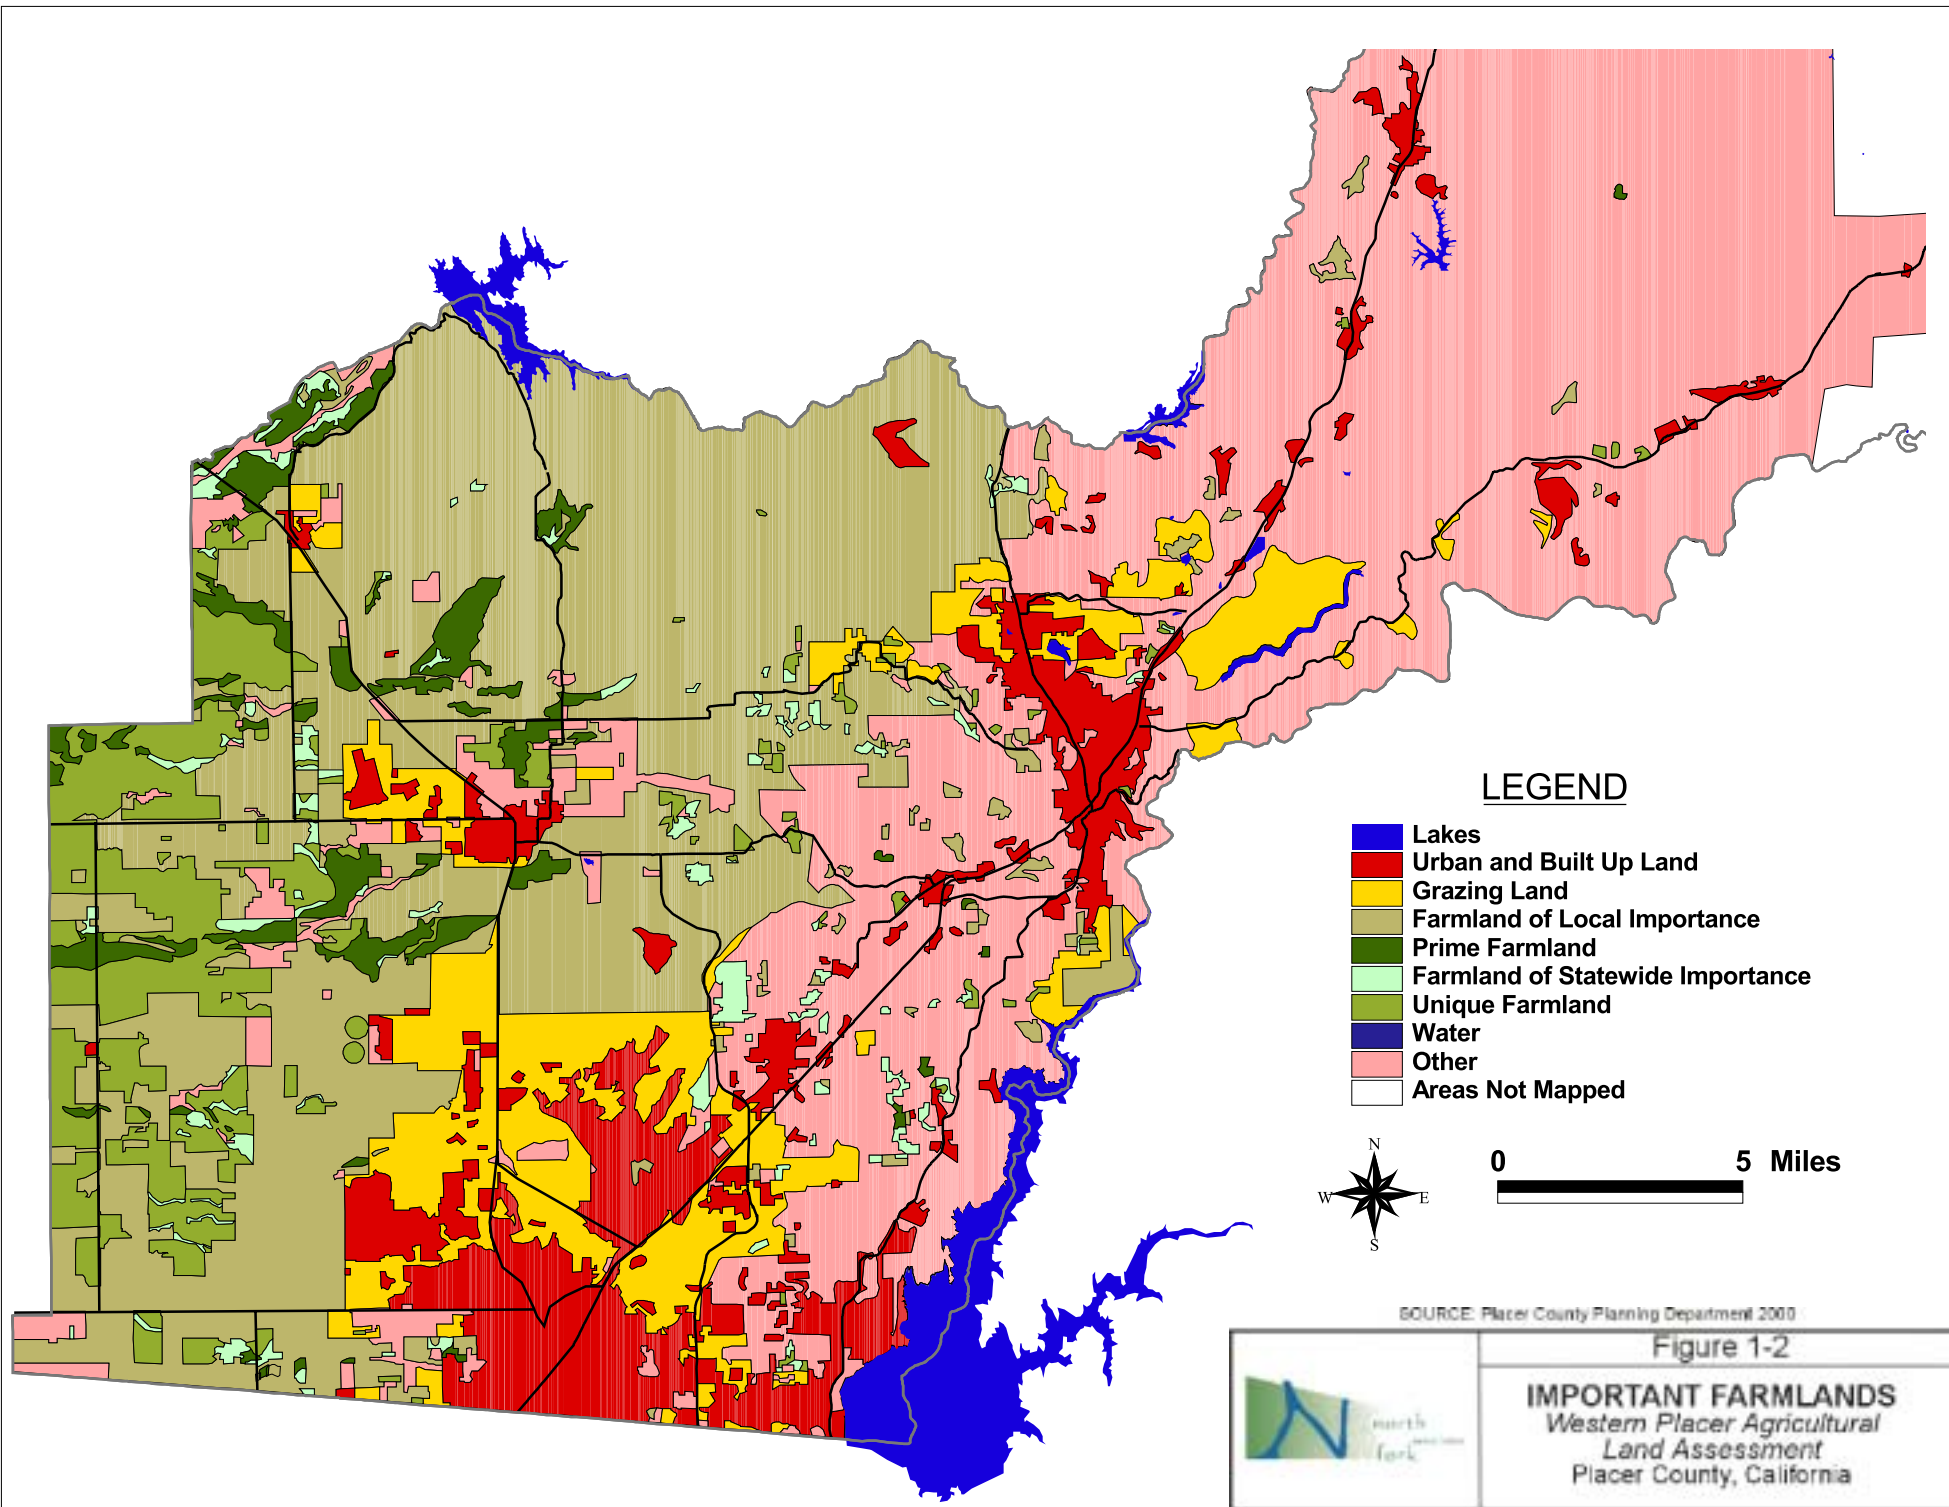 LEGEND
Lakes
Urban and Built Up Land
Grazing Land
Farmland of Local Importance
Prime Farmland
Farmland of Statewide Importance
Unique Farmland
Water
Other
Areas Not Mapped
N
W E
S
0 5 Miles
SOURCE: Placer County Planning Department 2000
Figure 1-2
IMPORTANT FARMLANDS
Western Placer Agricultural
Land Assessment
Placer County, California
north
fork